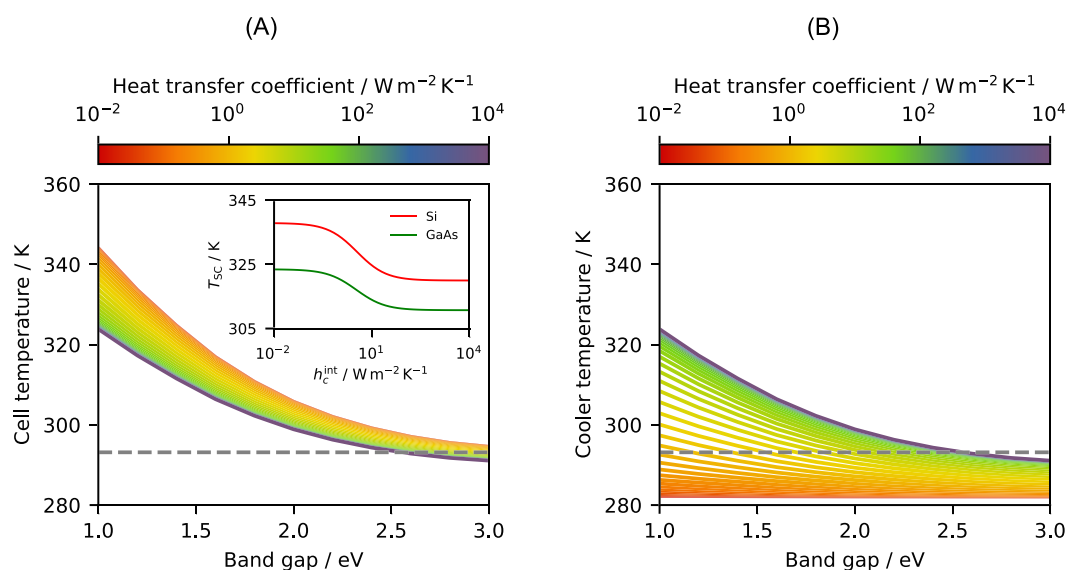 (A)
Heat transfer coefficient / W m⁻² K⁻¹
10⁻² 10⁰ 10² 10⁴
360
340
320
300
280
Cell temperature / K
1.0 1.5 2.0 2.5 3.0
Band gap / eV
345
325
305
T_SC / K
Si
GaAs
10⁻² 10¹ 10⁴
h_c^int / W m⁻² K⁻¹
(B)
Heat transfer coefficient / W m⁻² K⁻¹
10⁻² 10⁰ 10² 10⁴
360
340
320
300
280
Cooler temperature / K
1.0 1.5 2.0 2.5 3.0
Band gap / eV